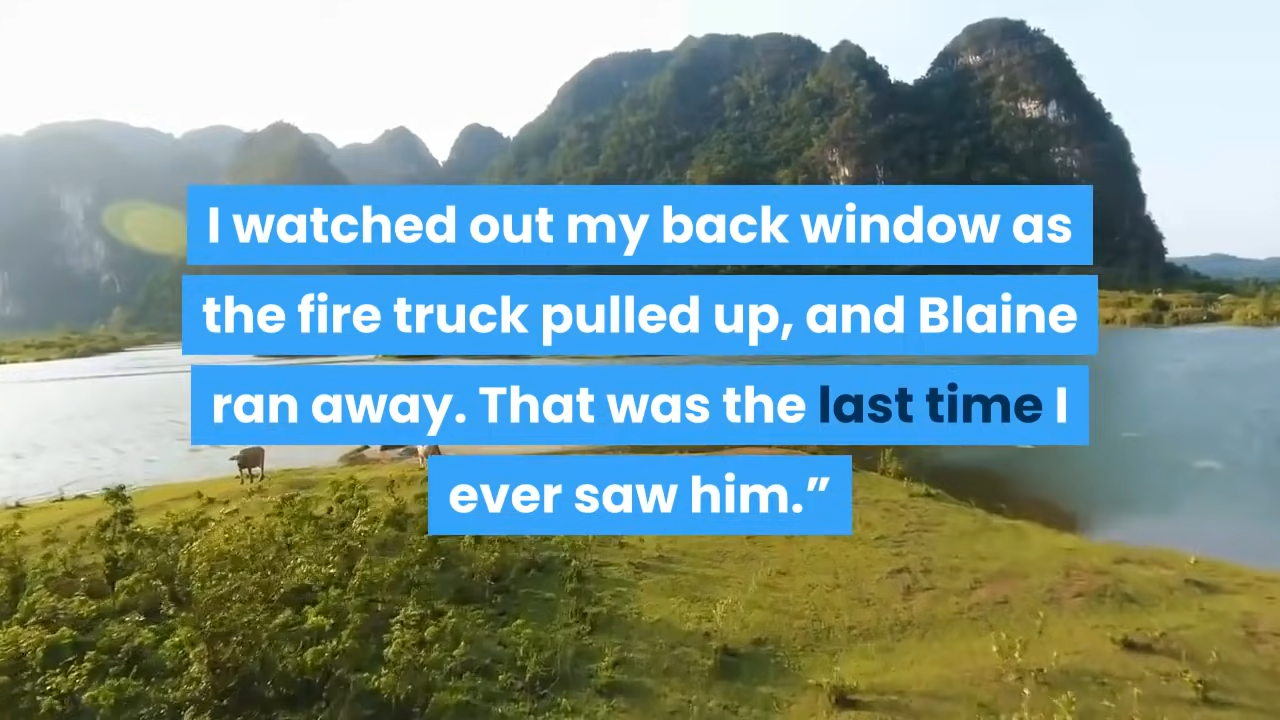 I watched out my back window as
the fire truck pulled up, and Blaine
ran away. That was the last time I
ever saw him.”